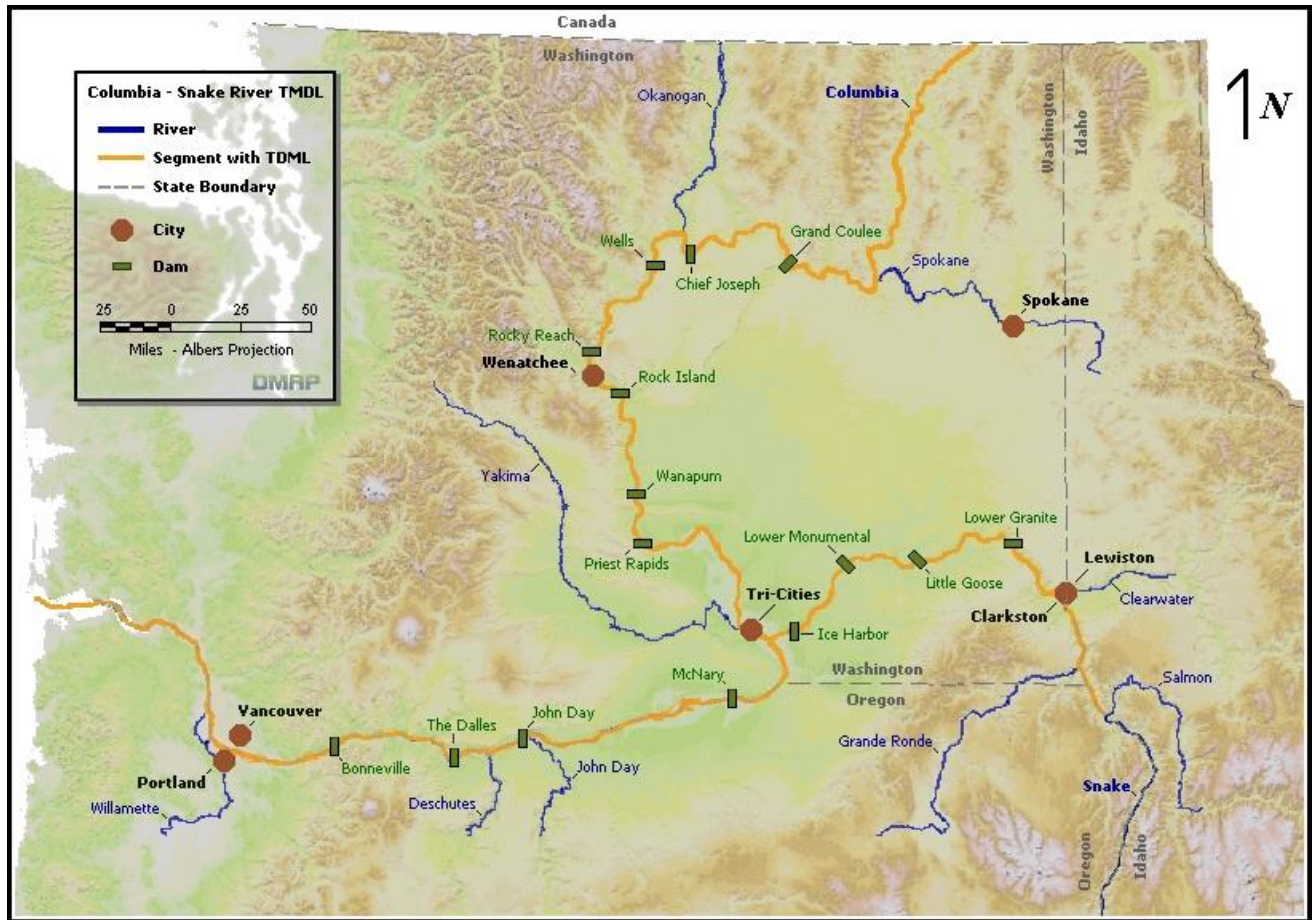 Canada
Washington
Columbia - Snake River TMDL
River
Segment with TDML
State Boundary
City
Dam
25 0 25 50
Miles - Albers Projection
DMRP
N
Okanogan
Columbia
Washington
Idaho
Wells
Grand Coulee
Chief Joseph
Spokane
Spokane
Rocky Reach
Wenatchee
Rock Island
Yakima
Wanapum
Priest Rapids
Lower Monumental
Lower Granite
Little Goose
Lewiston
Clearwater
Clarkston
Tri-Cities
Ice Harbor
McNary
Washington
Oregon
Salmon
Grande Ronde
Snake
Oregon
Idaho
Vancouver
The Dalles
John Day
Bonneville
Portland
Willamette
Deschutes
John Day